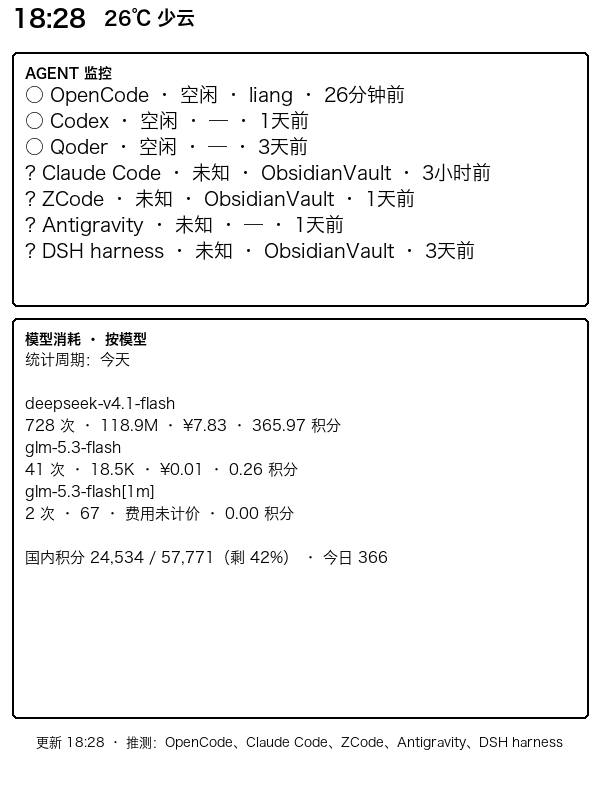 18:28 26℃ 少云
AGENT 监控
○ OpenCode · 空闲 · liang · 26分钟前
○ Codex · 空闲 · — · 1天前
○ Qoder · 空闲 · — · 3天前
? Claude Code · 未知 · ObsidianVault · 3小时前
? ZCode · 未知 · ObsidianVault · 1天前
? Antigravity · 未知 · — · 1天前
? DSH harness · 未知 · ObsidianVault · 3天前
模型消耗 · 按模型
统计周期：今天
deepseek-v4.1-flash
728 次 · 118.9M · ¥7.83 · 365.97 积分
glm-5.3-flash
41 次 · 18.5K · ¥0.01 · 0.26 积分
glm-5.3-flash[1m]
2 次 · 67 · 费用未计价 · 0.00 积分
国内积分 24,534 / 57,771（剩 42%） · 今日 366
更新 18:28 · 推测：OpenCode、Claude Code、ZCode、Antigravity、DSH harness